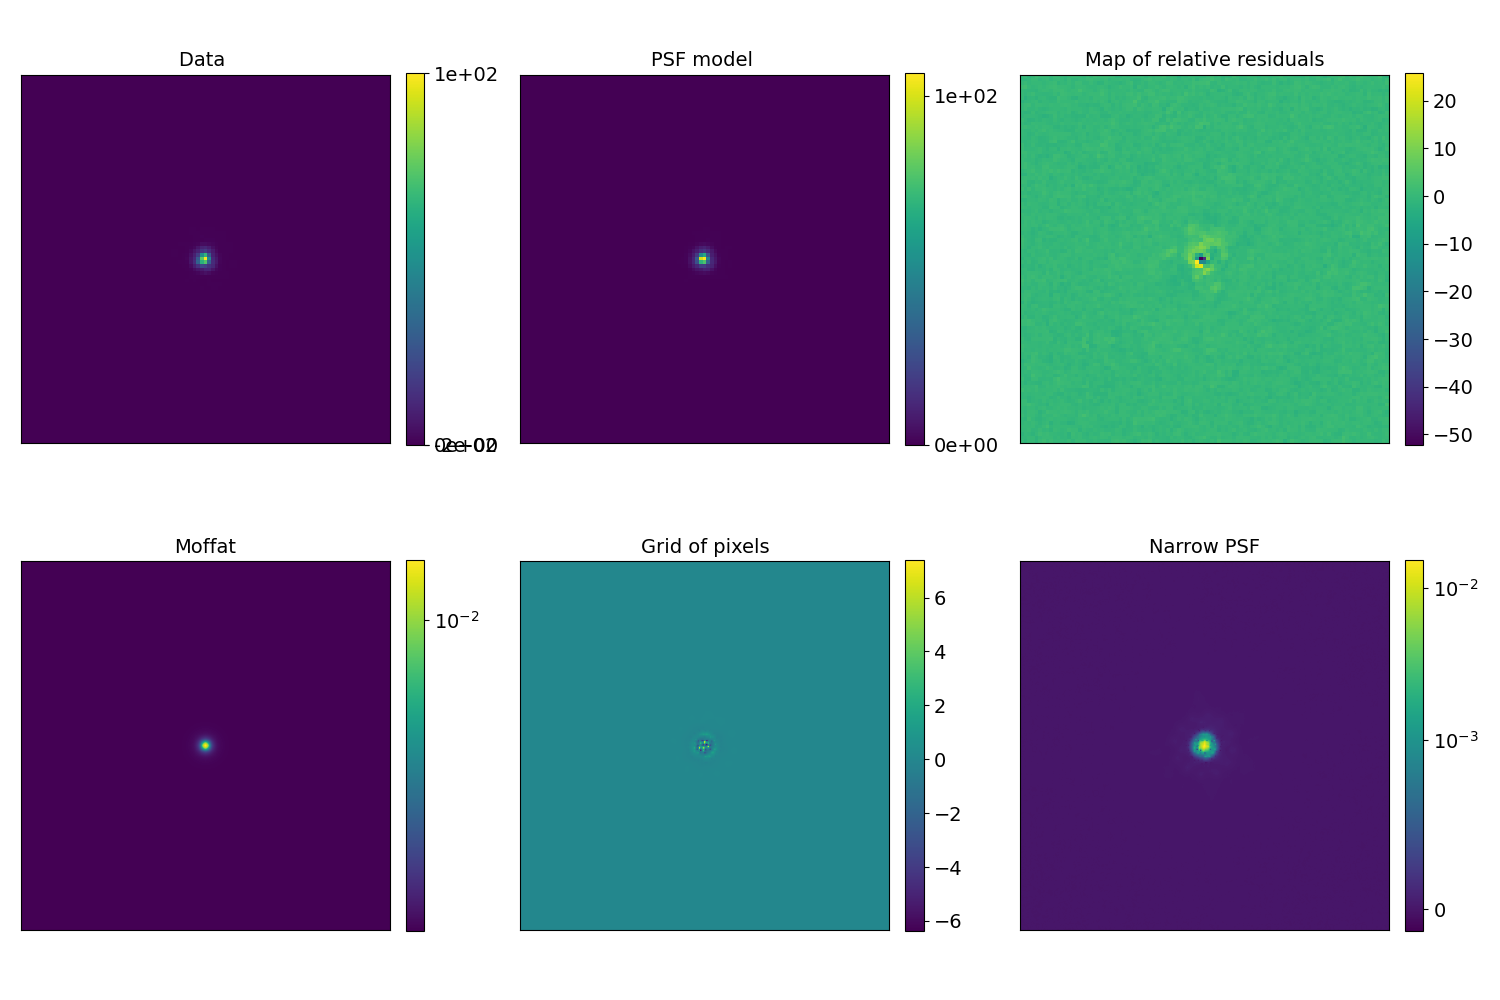 Data
1e+02
PSF model
1e+02
0e+00
Map of relative residuals
20
10
0
−10
−20
−30
−40
−50
Moffat
10⁻²
Grid of pixels
6
4
2
0
−2
−4
−6
Narrow PSF
10⁻²
10⁻³
0